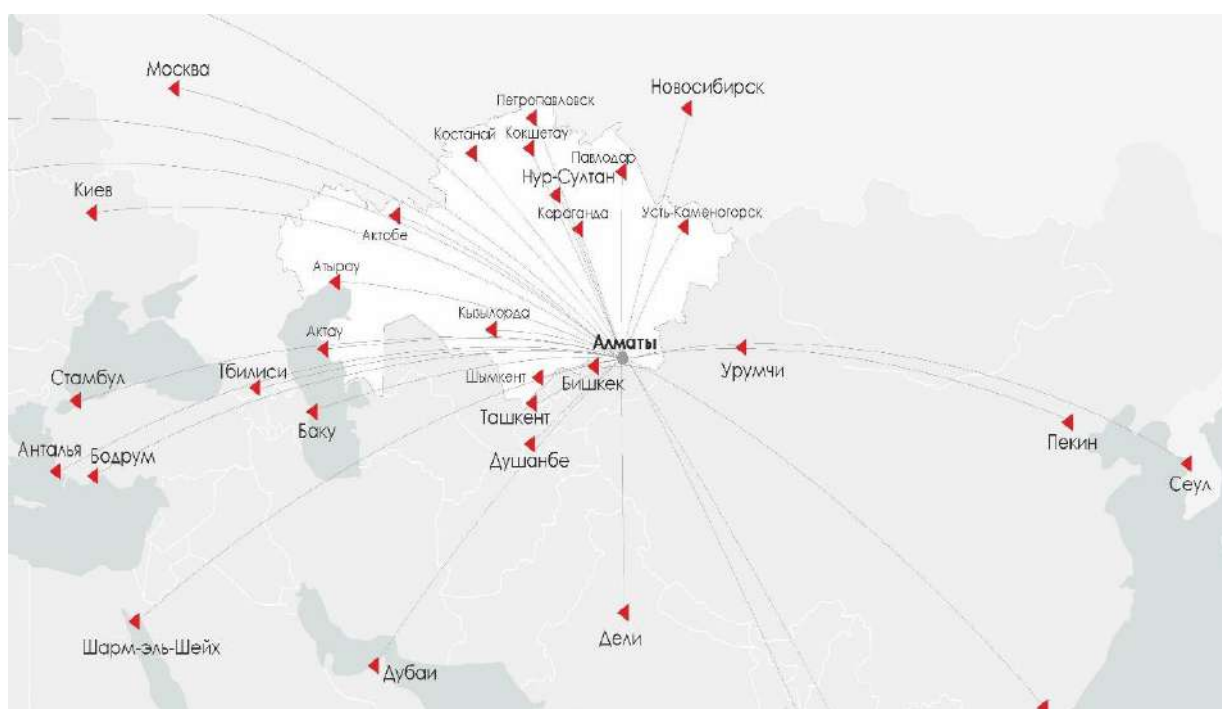 Москва
Новосибирск
Петропавловск
Костанай
Кокшетау
Павлодар
Нур-Султан
Киев
Караганда
Усть-Каменогорск
Актобе
Атырау
Кызылорда
Актау
Алматы
Стамбул
Тбилиси
Шымкент
Бишкек
Урумчи
Ташкент
Баку
Пекин
Анталья
Бодрум
Душанбе
Сеул
Дели
Шарм-эль-Шейх
Дубаи